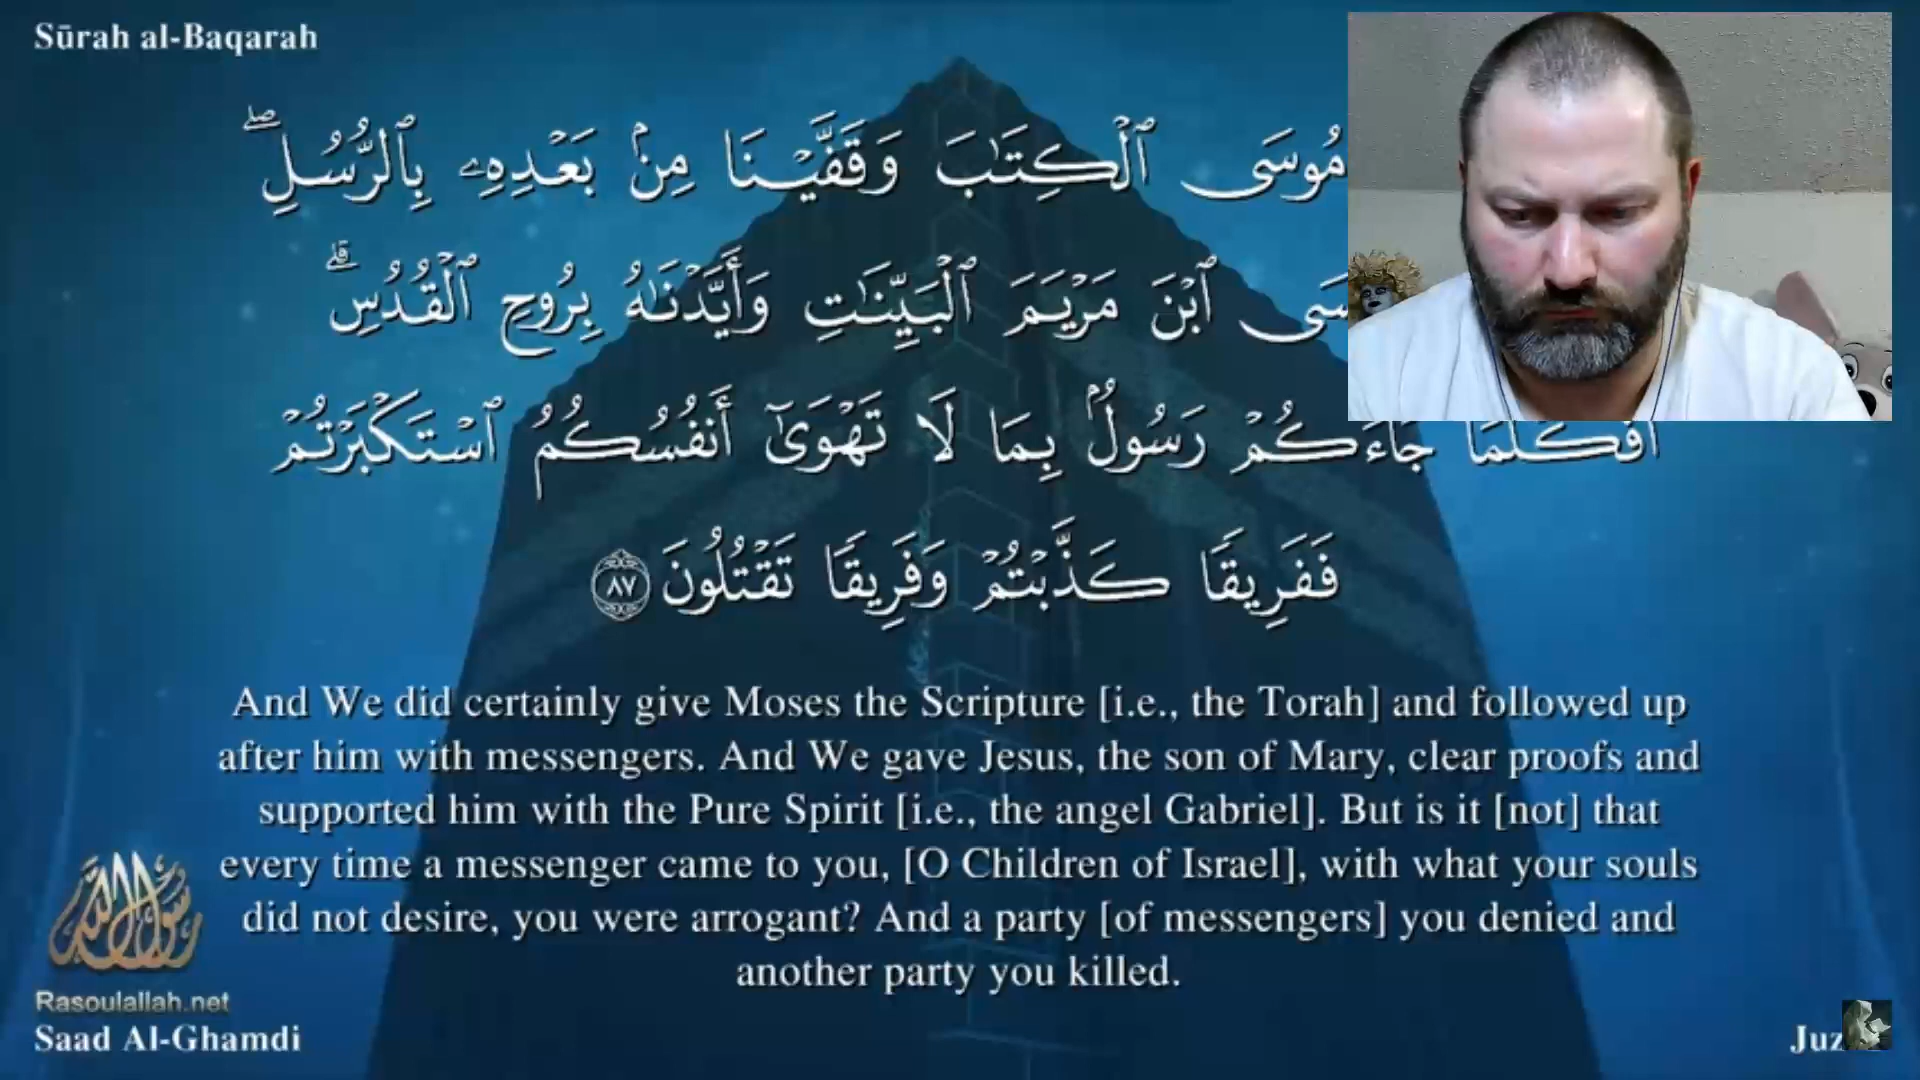 Sūrah al-Baqarah
مُوسَى ٱلْكِتَٰبَ وَقَفَّيْنَا مِنۢ بَعْدِهِۦ بِٱلرُّسُلِ ۖ
ٱبْنَ مَرْيَمَ ٱلْبَيِّنَٰتِ وَأَيَّدْنَٰهُ بِرُوحِ ٱلْقُدُسِ ۗ
أَفَكُلَّمَا جَآءَكُمْ رَسُولٌۢ بِمَا لَا تَهْوَىٰٓ أَنفُسُكُمُ ٱسْتَكْبَرْتُمْ
فَفَرِيقًا كَذَّبْتُمْ وَفَرِيقًا تَقْتُلُونَ ٨٧
And We did certainly give Moses the Scripture [i.e., the Torah] and followed up
after him with messengers. And We gave Jesus, the son of Mary, clear proofs and
supported him with the Pure Spirit [i.e., the angel Gabriel]. But is it [not] that
every time a messenger came to you, [O Children of Israel], with what your souls
did not desire, you were arrogant? And a party [of messengers] you denied and
another party you killed.
رسول الله
Rasoulallah.net
Saad Al-Ghamdi
Juz